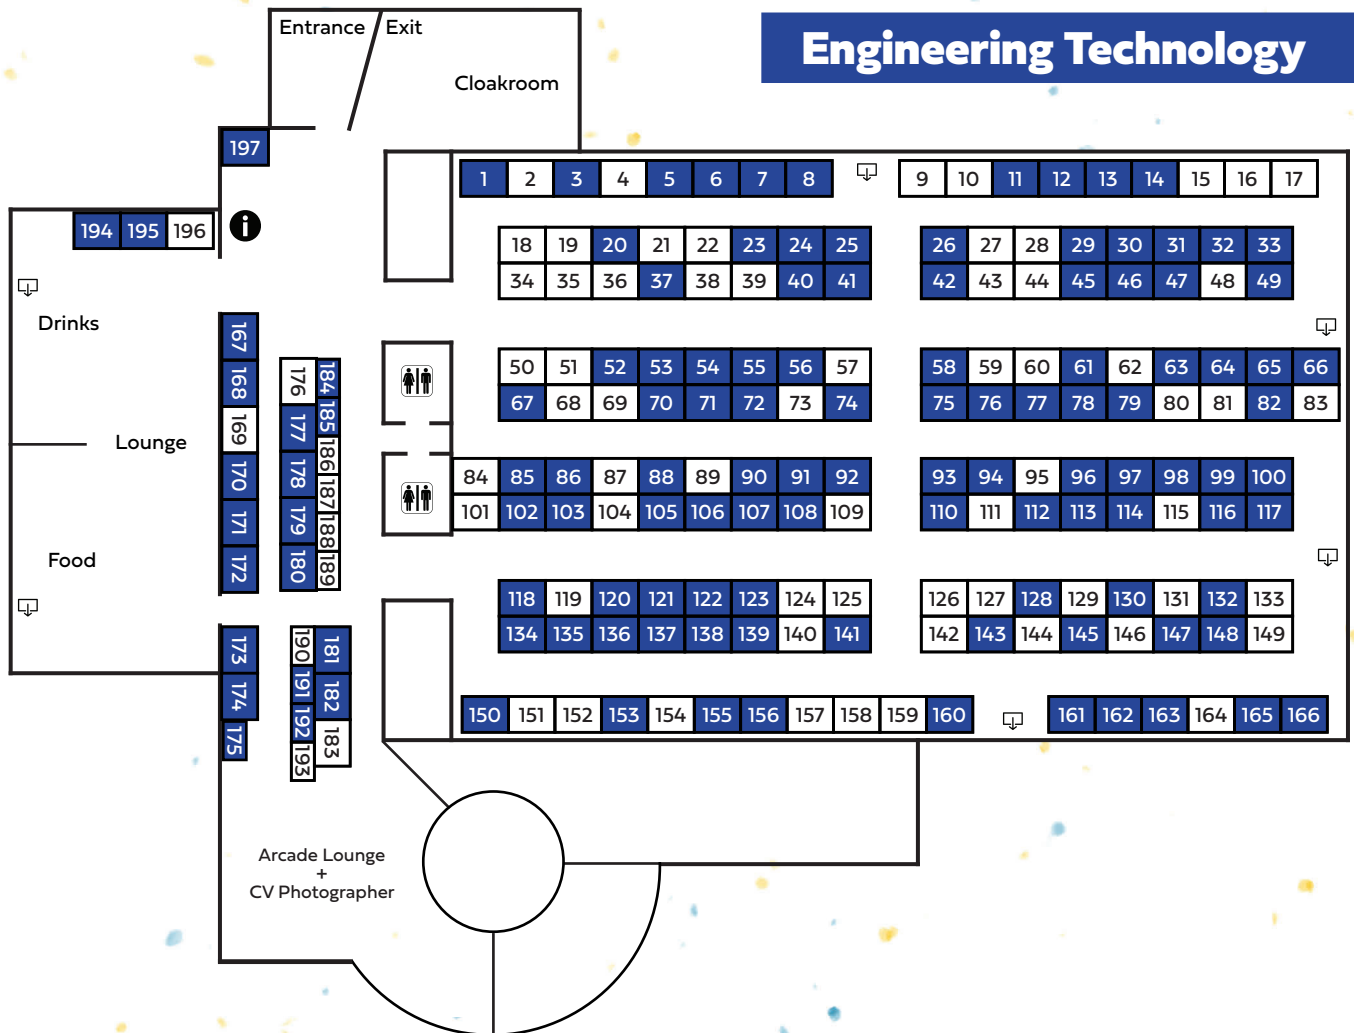 Entrance / Exit
Engineering Technology
Cloakroom
197
1 2 3 4 5 6 7 8 9 10 11 12 13 14 15 16 17
194 195 196
i
18 19 20 21 22 23 24 25 26 27 28 29 30 31 32 33
34 35 36 37 38 39 40 41 42 43 44 45 46 47 48 49
Drinks
50 51 52 53 54 55 56 57 58 59 60 61 62 63 64 65 66
67 68 69 70 71 72 73 74 75 76 77 78 79 80 81 82 83
Lounge
167
168
169
170
171
172
176
177
178
179
180
184
185
186
187
188
189
84 85 86 87 88 89 90 91 92 93 94 95 96 97 98 99 100
101 102 103 104 105 106 107 108 109 110 111 112 113 114 115 116 117
Food
118 119 120 121 122 123 124 125 126 127 128 129 130 131 132 133
134 135 136 137 138 139 140 141 142 143 144 145 146 147 148 149
173
174
175
190
191
192
193
181
182
183
150 151 152 153 154 155 156 157 158 159 160 161 162 163 164 165 166
Arcade Lounge
+
CV Photographer